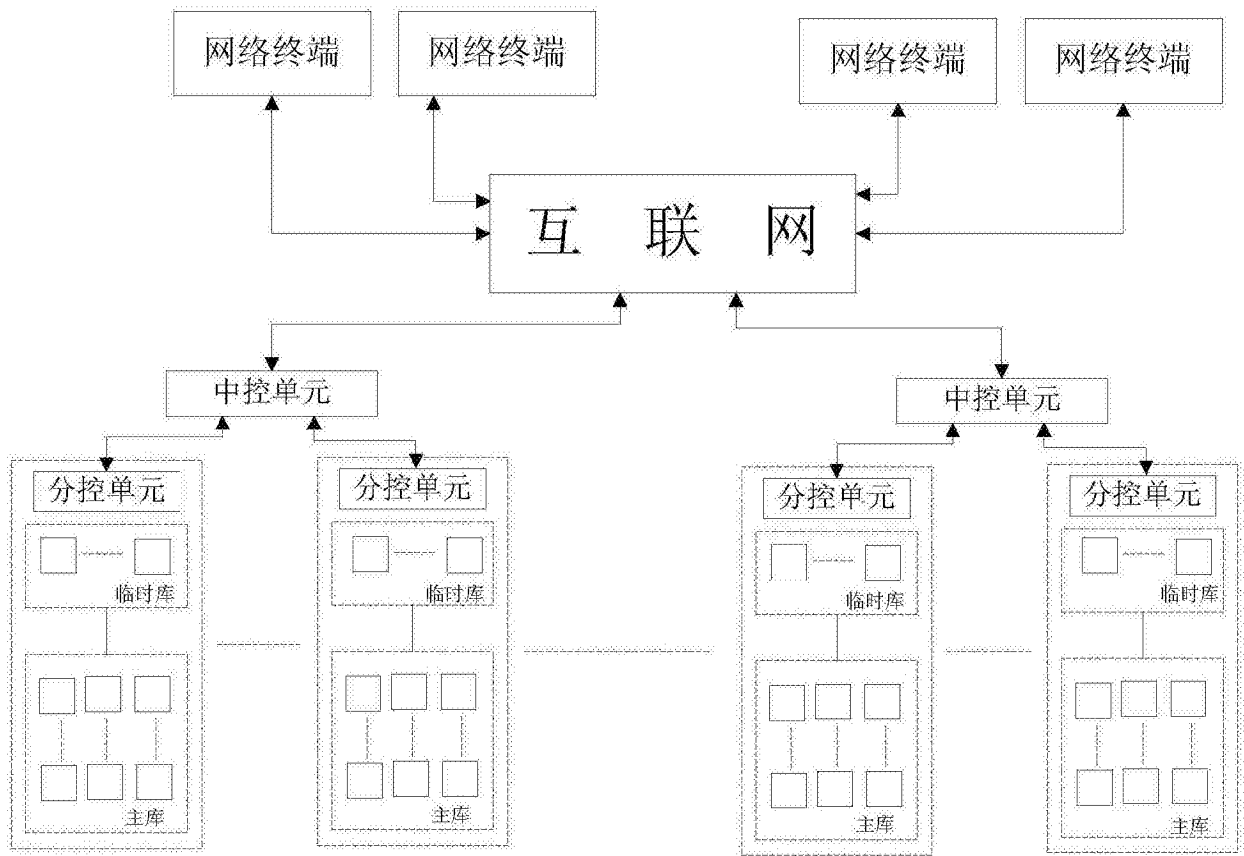 网络终端
网络终端
网络终端
网络终端
互 联 网
中控单元
中控单元
分控单元
分控单元
分控单元
分控单元
临时库
临时库
临时库
临时库
主库
主库
主库
主库